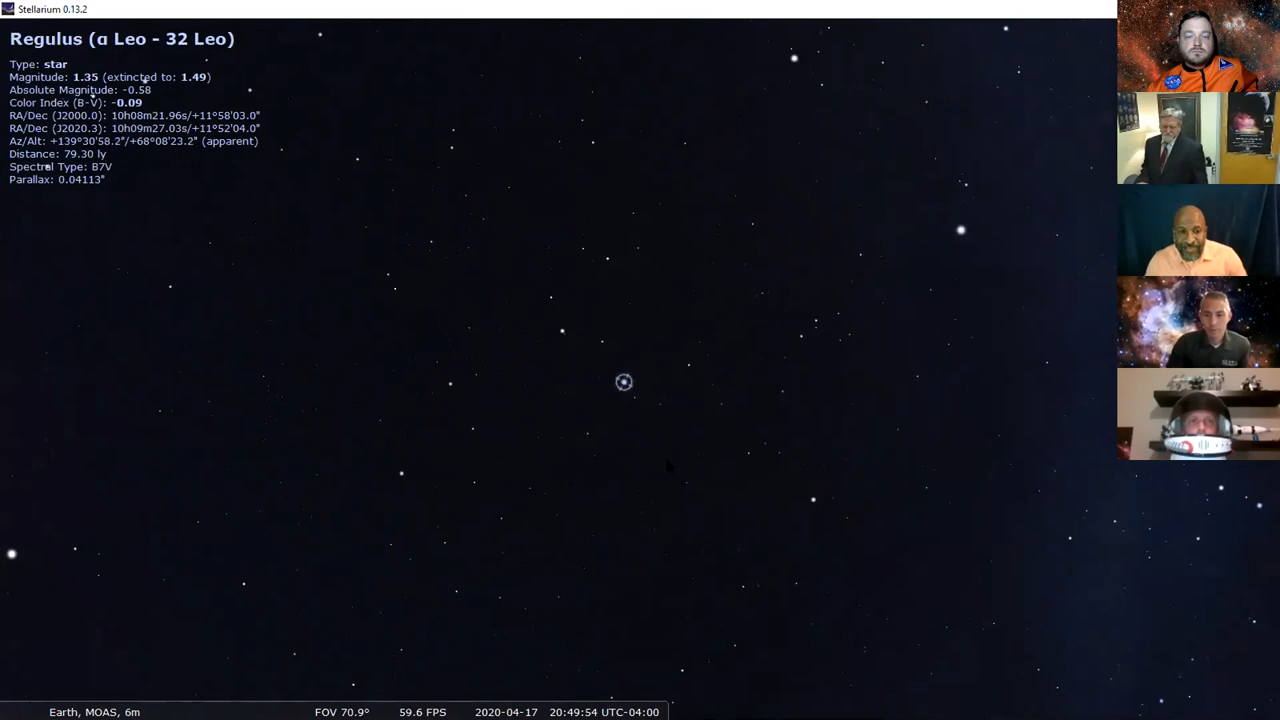 Stellarium 0.13.2
Regulus (α Leo - 32 Leo)
Type: star
Magnitude: 1.35 (extincted to: 1.49)
Absolute Magnitude: -0.58
Color Index (B-V): -0.09
RA/Dec (J2000.0): 10h08m21.96s/+11°58'03.0"
RA/Dec (J2020.3): 10h09m27.03s/+11°52'04.0"
Az/Alt: +139°30'58.2"/+68°08'23.2" (apparent)
Distance: 79.30 ly
Spectral Type: B7V
Parallax: 0.04113"
Earth, MOAS, 6m FOV 70.9° 59.6 FPS 2020-04-17 20:49:54 UTC-04:00